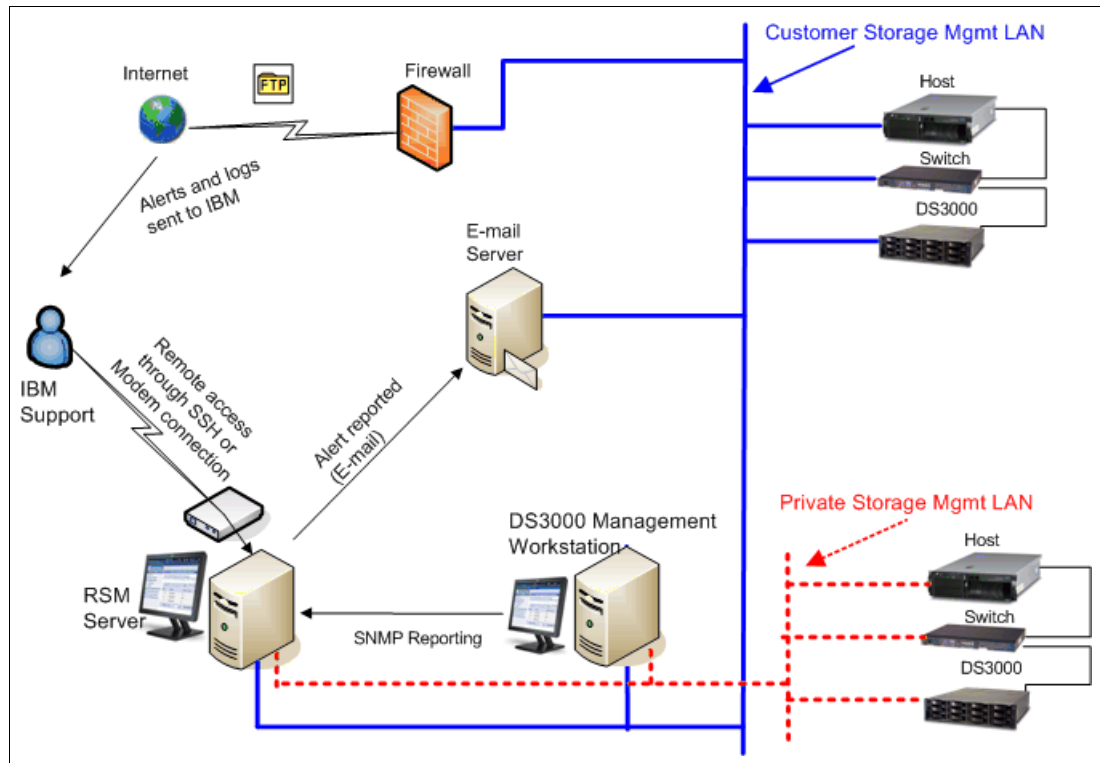 Customer Storage Mgmt LAN
Internet
FTP
Firewall
Host
Switch
DS3000
Alerts and logs
sent to IBM
E-mail
Server
IBM
Support
Remote access
through SSH or
Modem connection
Alert reported
(E-mail)
Private Storage Mgmt LAN
DS3000 Management
Workstation
Host
RSM
Server
SNMP Reporting
Switch
DS3000